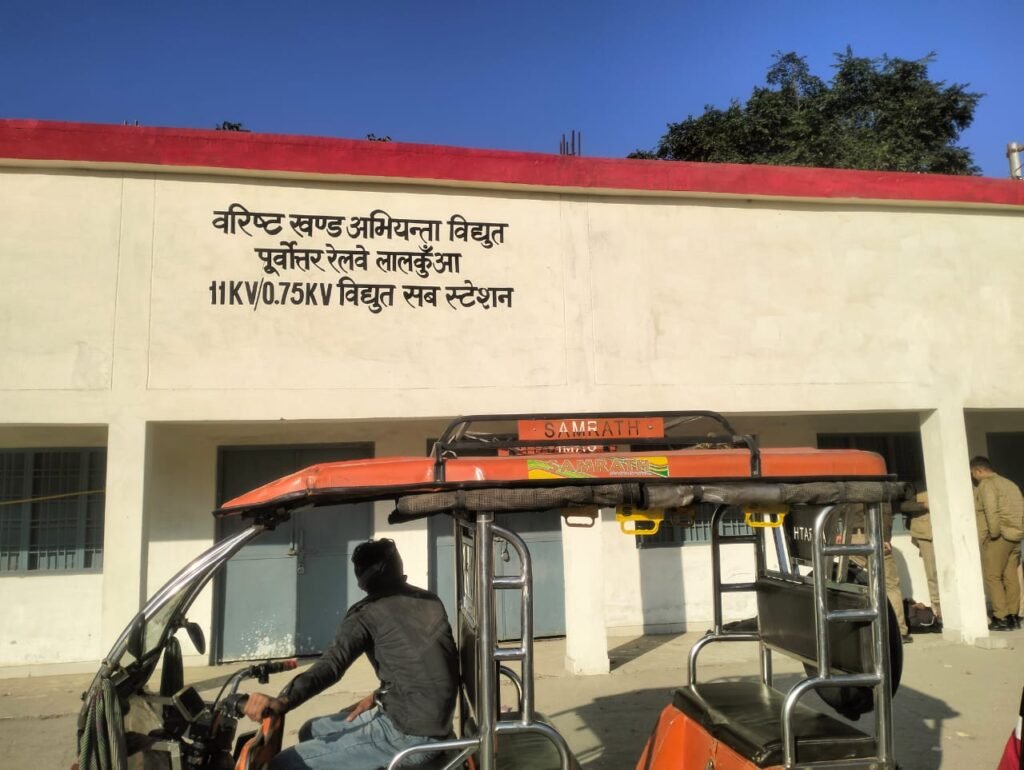 वरिष्ट खण्ड अभियन्ता विद्युत
पूर्वोत्तर रेलवे लालकुँआ
11KV/0.75KV विद्युत सब स्टेशन
SAMRATH
SAMRATH